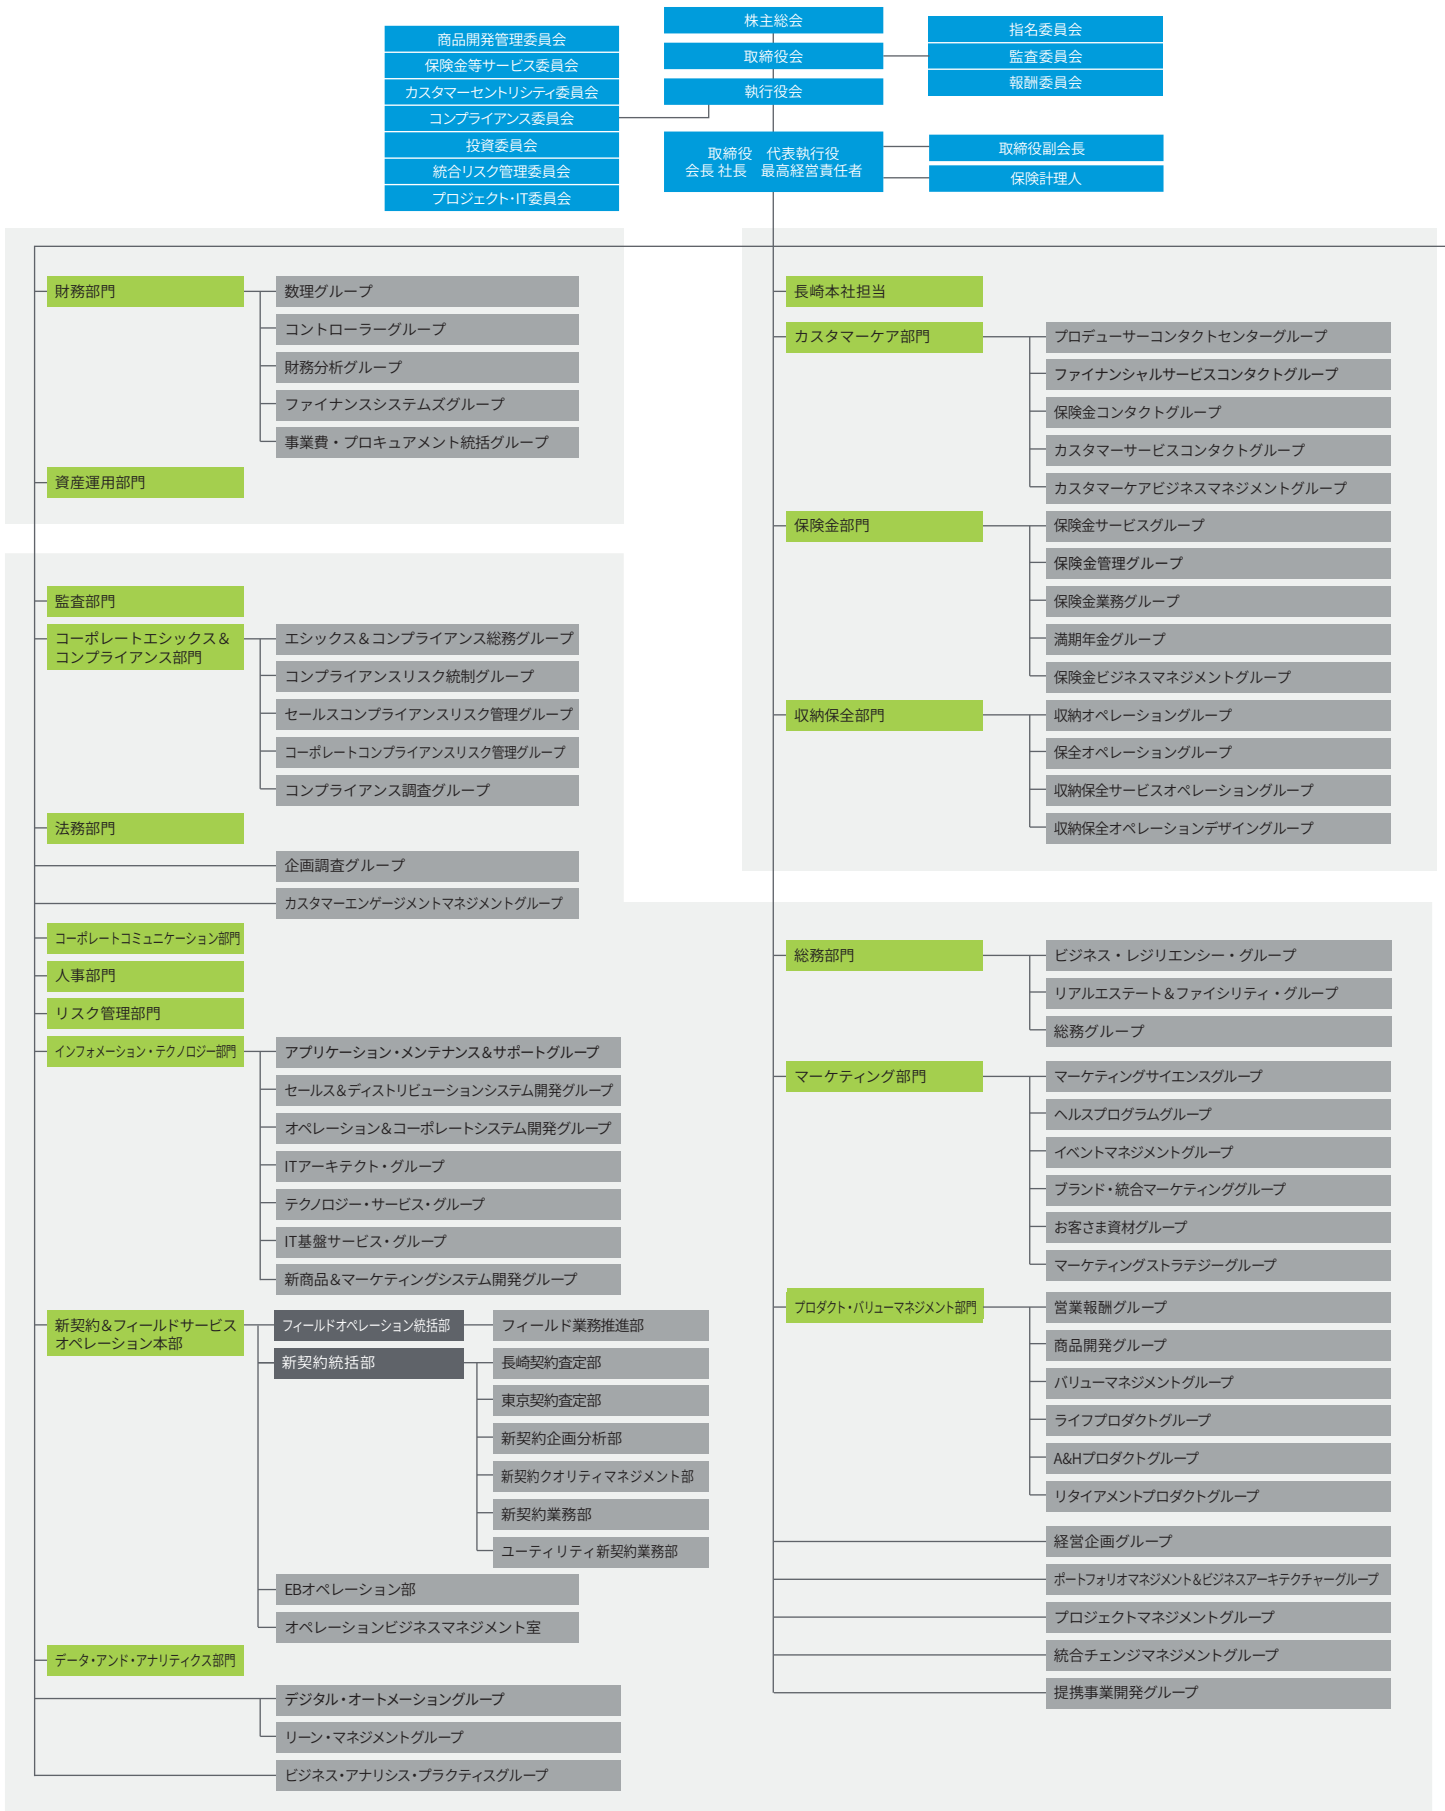 株主総会
取締役会
執行役会
取締役　代表執行役
会長 社長　最高経営責任者
商品開発管理委員会
保険金等サービス委員会
カスタマーセントリシティ委員会
コンプライアンス委員会
投資委員会
統合リスク管理委員会
プロジェクト・IT委員会
指名委員会
監査委員会
報酬委員会
取締役副会長
保険計理人
財務部門
数理グループ
コントローラーグループ
財務分析グループ
ファイナンスシステムズグループ
事業費・プロキュアメント統括グループ
資産運用部門
監査部門
コーポレートエシックス＆
コンプライアンス部門
エシックス＆コンプライアンス総務グループ
コンプライアンスリスク統制グループ
セールスコンプライアンスリスク管理グループ
コーポレートコンプライアンスリスク管理グループ
コンプライアンス調査グループ
法務部門
企画調査グループ
カスタマーエンゲージメントマネジメントグループ
コーポレートコミュニケーション部門
人事部門
リスク管理部門
インフォメーション・テクノロジー部門
アプリケーション・メンテナンス＆サポートグループ
セールス＆ディストリビューションシステム開発グループ
オペレーション＆コーポレートシステム開発グループ
ITアーキテクト・グループ
テクノロジー・サービス・グループ
IT基盤サービス・グループ
新商品＆マーケティングシステム開発グループ
新契約＆フィールドサービス
オペレーション本部
フィールドオペレーション統括部
フィールド業務推進部
新契約統括部
長崎契約査定部
東京契約査定部
新契約企画分析部
新契約クオリティマネジメント部
新契約業務部
ユーティリティ新契約業務部
EBオペレーション部
オペレーションビジネスマネジメント室
データ・アンド・アナリティクス部門
デジタル・オートメーショングループ
リーン・マネジメントグループ
ビジネス・アナリシス・プラクティスグループ
長崎本社担当
カスタマーケア部門
プロデューサーコンタクトセンターグループ
ファイナンシャルサービスコンタクトグループ
保険金コンタクトグループ
カスタマーサービスコンタクトグループ
カスタマーケアビジネスマネジメントグループ
保険金部門
保険金サービスグループ
保険金管理グループ
保険金業務グループ
満期年金グループ
保険金ビジネスマネジメントグループ
収納保全部門
収納オペレーショングループ
保全オペレーショングループ
収納保全サービスオペレーショングループ
収納保全オペレーションデザイングループ
総務部門
ビジネス・レジリエンシー・グループ
リアルエステート＆ファイシリティ・グループ
総務グループ
マーケティング部門
マーケティングサイエンスグループ
ヘルスプログラムグループ
イベントマネジメントグループ
ブランド・統合マーケティンググループ
お客さま資材グループ
マーケティングストラテジーグループ
プロダクト・バリューマネジメント部門
営業報酬グループ
商品開発グループ
バリューマネジメントグループ
ライフプロダクトグループ
A&Hプロダクトグループ
リタイアメントプロダクトグループ
経営企画グループ
ポートフォリオマネジメント＆ビジネスアーキテクチャーグループ
プロジェクトマネジメントグループ
統合チェンジマネジメントグループ
提携事業開発グループ